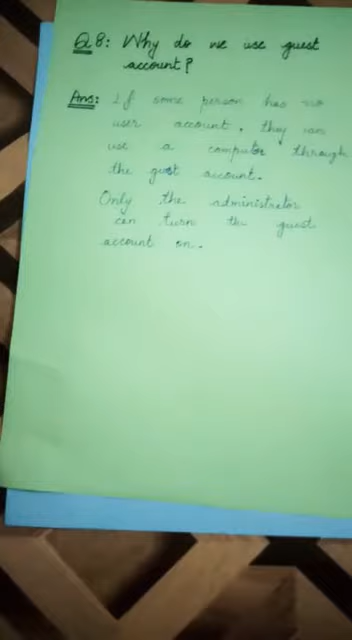 Q8: Why do we use guest
account?
Ans: If some person has no
user account, they can
use a computer through
the guest account.
Only the administrator
can turn the guest
account on.